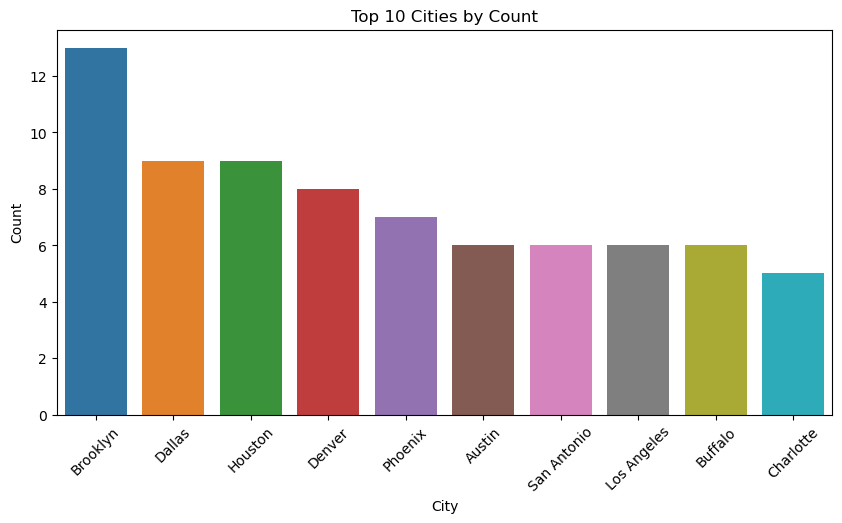 Top 10 Cities by Count
Count
12
10
8
6
4
2
0
Brooklyn
Dallas
Houston
Denver
Phoenix
Austin
San Antonio
Los Angeles
Buffalo
Charlotte
City